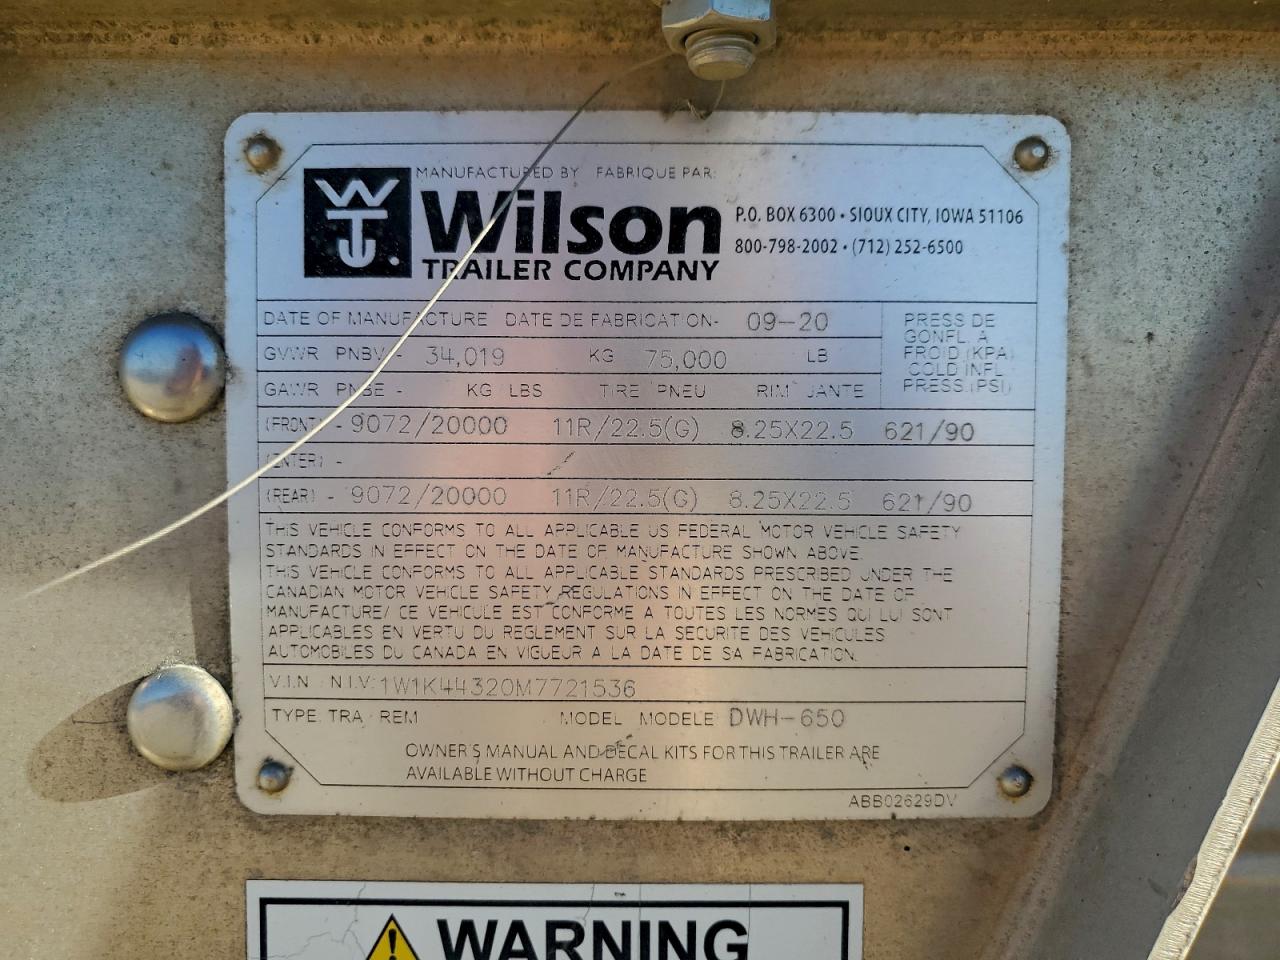 MANUFACTURED BY FABRIQUE PAR:
Wilson
TRAILER COMPANY
P.O. BOX 6300 • SIOUX CITY, IOWA 51106
800-798-2002 • (712) 252-6500
DATE OF MANUFACTURE DATE DE FABRICATION- 09-20
GVWR PNBV - 34,019 KG 75,000 LB
PRESS DE
GONFL. A
FROID (KPA)
COLD INFL
PRESS.(PSI)
GAWR PNBE - KG LBS TIRE PNEU RIM JANTE
(FRONT) - 9072/20000 11R/22.5(G) 8.25X22.5 621/90
(ENTER) -
(REAR) - 9072/20000 11R/22.5(G) 8.25X22.5 621/90
THIS VEHICLE CONFORMS TO ALL APPLICABLE US FEDERAL MOTOR VEHICLE SAFETY
STANDARDS IN EFFECT ON THE DATE OF MANUFACTURE SHOWN ABOVE.
THIS VEHICLE CONFORMS TO ALL APPLICABLE STANDARDS PRESCRIBED UNDER THE
CANADIAN MOTOR VEHICLE SAFETY REGULATIONS IN EFFECT ON THE DATE OF
MANUFACTURE/ CE VEHICULE EST CONFORME A TOUTES LES NORMES QUI LUI SONT
APPLICABLES EN VERTU DU REGLEMENT SUR LA SECURITE DES VEHICULES
AUTOMOBILES DU CANADA EN VIGUEUR A LA DATE DE SA FABRICATION.
V.I.N / N.I.V: 1W1K44320M7721536
TYPE: TRA/REM MODEL MODELE DWH-650
OWNER'S MANUAL AND DECAL KITS FOR THIS TRAILER ARE
AVAILABLE WITHOUT CHARGE
ABB02629DV
WARNING